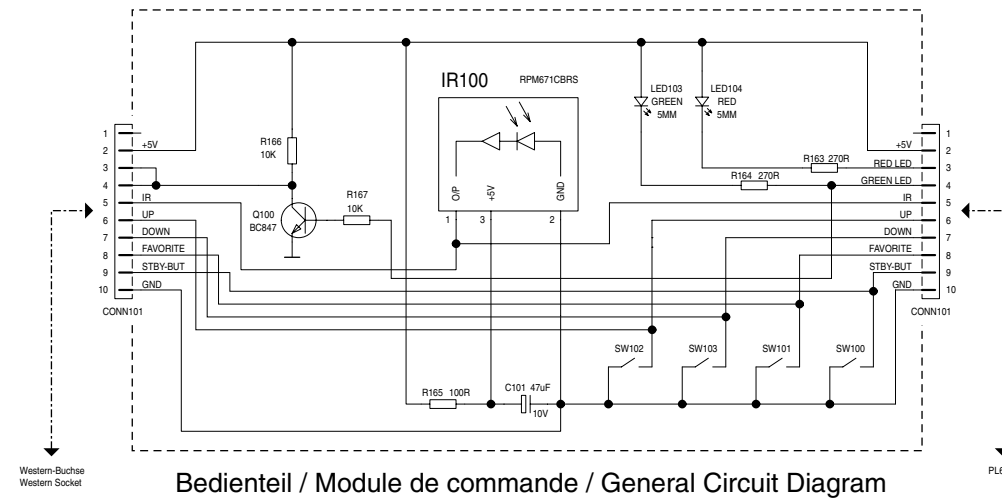 IR100
RPM671CBRS
LED103
GREEN
5MM
LED104
RED
5MM
R166
10K
R167
10K
Q100
BC847
O/P
+5V
GND
1
3
2
R163 270R
R164 270R
1
2
3
4
5
6
7
8
9
10
+5V
IR
UP
DOWN
FAVORITE
STBY-BUT
GND
CONN101
+5V
RED LED
GREEN LED
IR
UP
DOWN
FAVORITE
STBY-BUT
GND
1
2
3
4
5
6
7
8
9
10
CONN101
SW102
SW103
SW101
SW100
R165 100R
C101 47uF
10V
Western-Buchse
Western Socket
Bedienteil / Module de commande / General Circuit Diagram